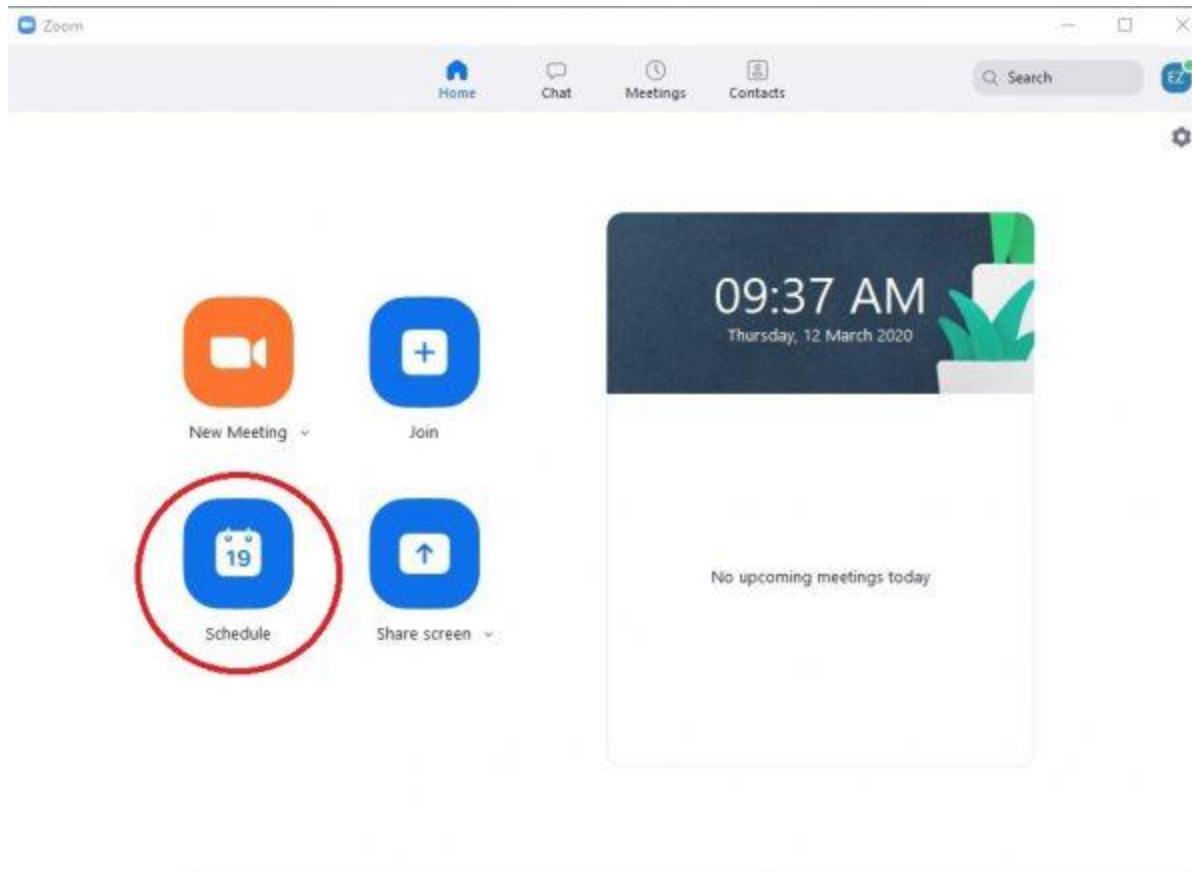 Zoom
Home
Chat
Meetings
Contacts
Search
EZ
09:37 AM
Thursday, 12 March 2020
New Meeting
Join
19
Schedule
Share screen
No upcoming meetings today